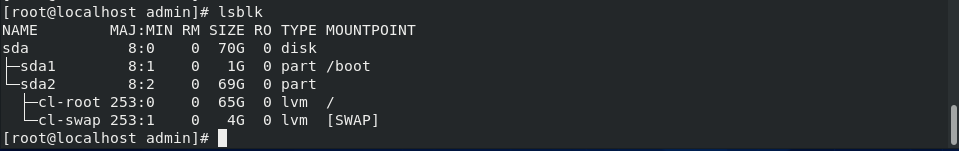 [root@localhost admin]# lsblk
NAME        MAJ:MIN RM SIZE RO TYPE MOUNTPOINT
sda           8:0    0  70G  0 disk
├─sda1        8:1    0   1G  0 part /boot
└─sda2        8:2    0  69G  0 part
  ├─cl-root 253:0    0  65G  0 lvm  /
  └─cl-swap 253:1    0   4G  0 lvm  [SWAP]
[root@localhost admin]#